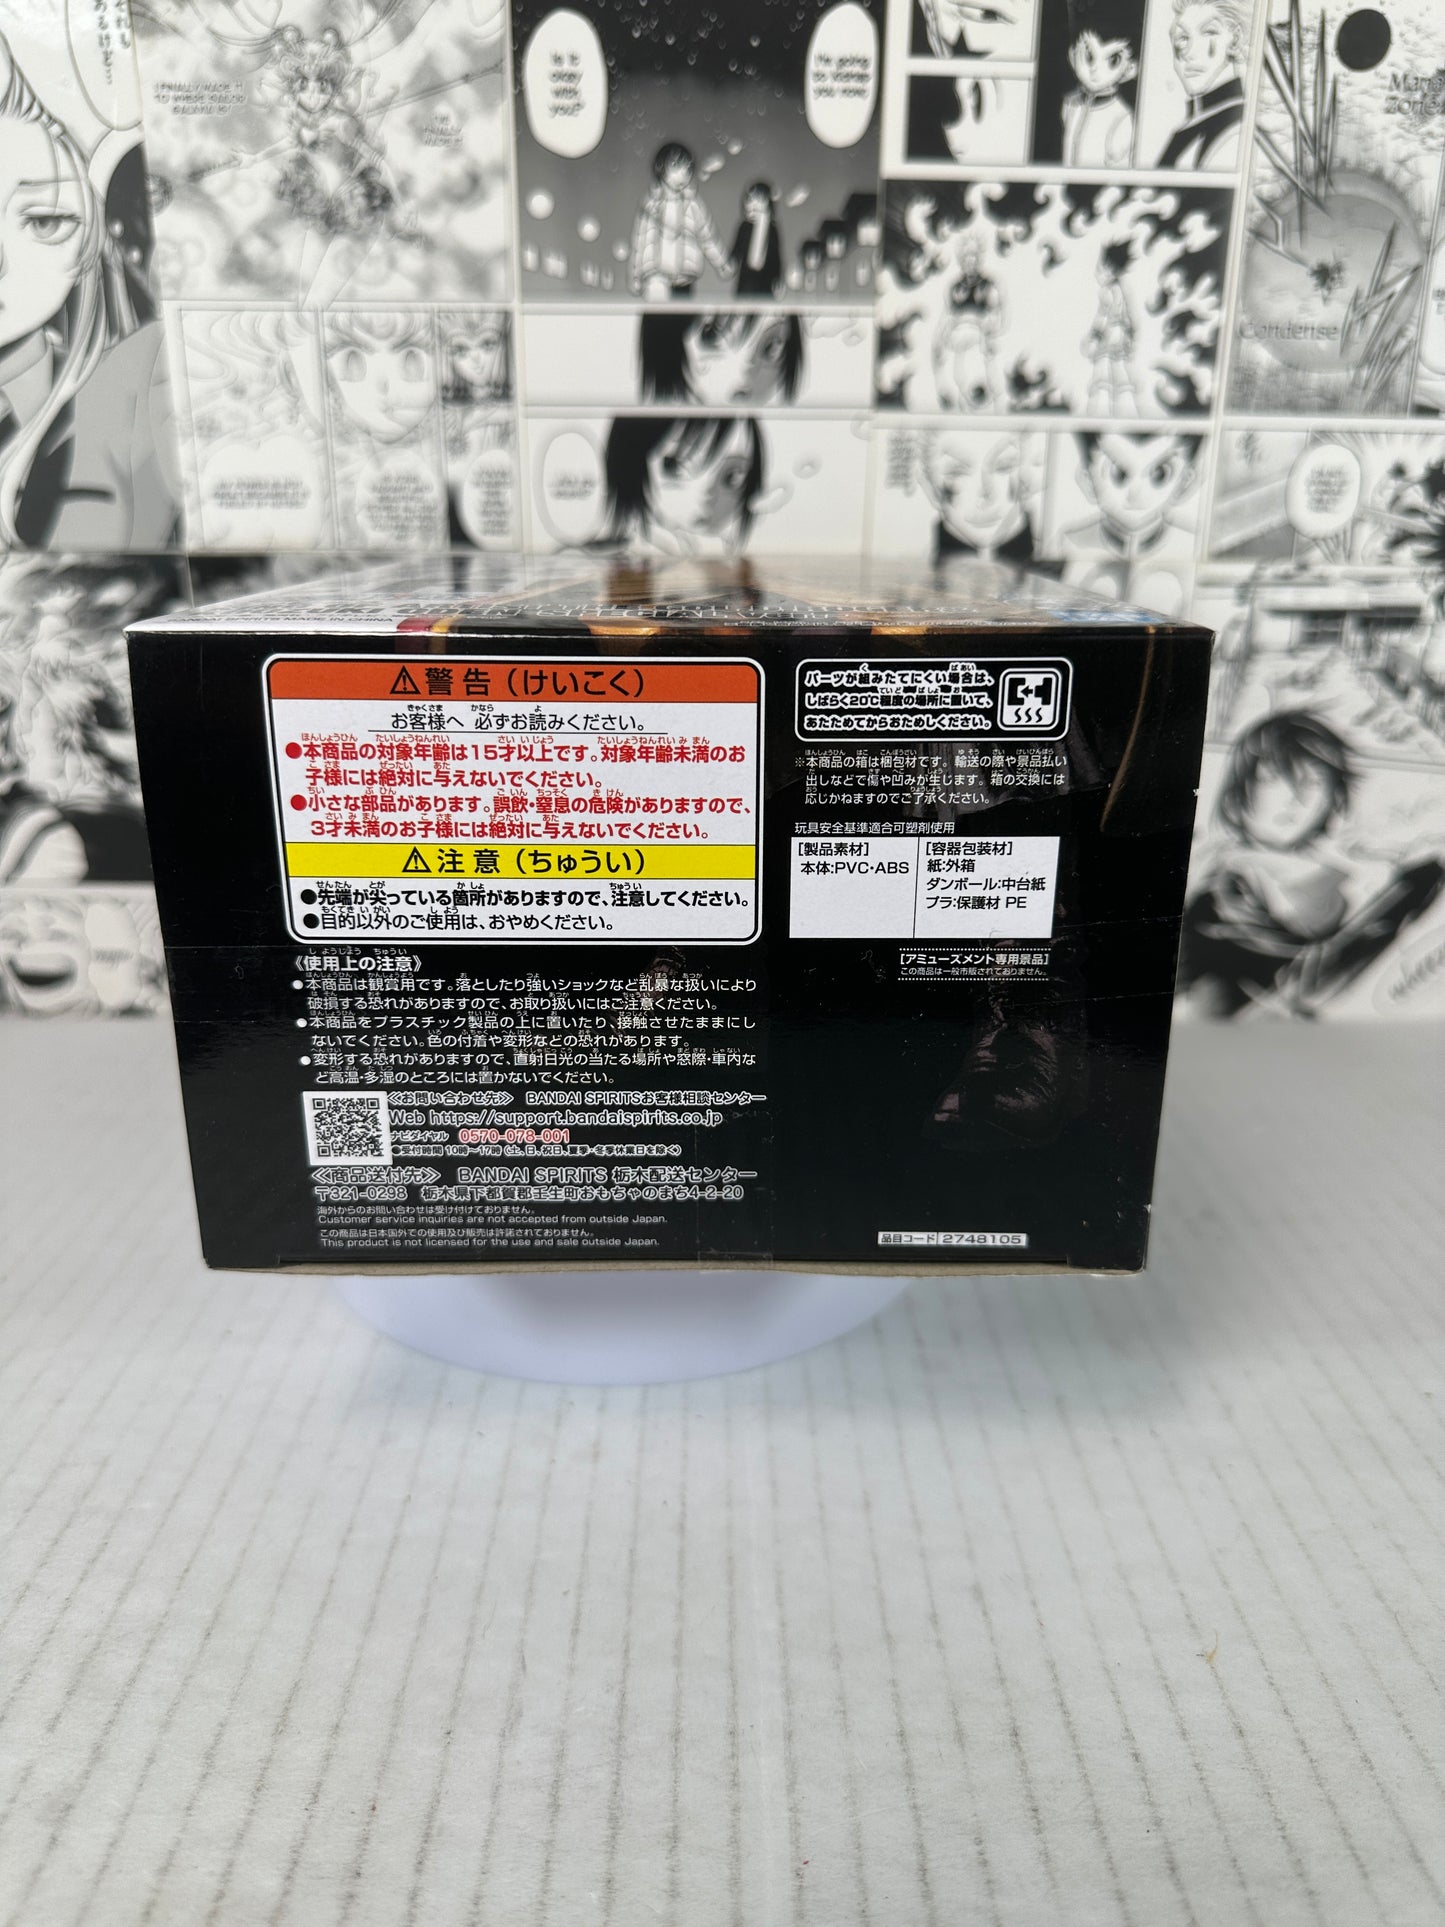 Is it
okay
with
you?
Condense
BANDAI SPIRITS MADE IN CHINA
警告（けいこく）
お客様へ 必ずお読みください。
●本商品の対象年齢は15才以上です。対象年齢未満のお
子様には絶対に与えないでください。
●小さな部品があります。誤飲・窒息の危険がありますので、
3才未満のお子様には絶対に与えないでください。
注意（ちゅうい）
●先端が尖っている箇所がありますので、注意してください。
●目的以外のご使用は、おやめください。
《使用上の注意》
●本商品は観賞用です。落としたり強いショックなど乱暴な扱いにより
破損する恐れがありますので、お取り扱いにはご注意ください。
●本商品をプラスチック製品の上に置いたり、接触させたままにし
ないでください。色の付着や変形などの恐れがあります。
●変形する恐れがありますので、直射日光の当たる場所や窓際・車内な
ど高温・多湿のところには置かないでください。
《お問い合わせ先》 BANDAI SPIRITSお客様相談センター
Web https://support.bandaispirits.co.jp
ナビダイヤル 0570-078-001
●受付時間 10時～17時（土、日、祝日、夏季・冬季休業日を除く）
《商品送付先》 BANDAI SPIRITS 栃木配送センター
〒321-0298 栃木県下都賀郡壬生町おもちゃのまち4-2-20
海外からのお問い合わせは受け付けておりません。
Customer service inquiries are not accepted from outside Japan.
この商品は日本国外での使用及び販売は許諾されておりません。
This product is not licensed for the use and sale outside Japan.
パーツが組みたてにくい場合は、
しばらく20℃程度の場所に置いて、
あたためてからおためしください。
※本商品の箱は梱包材です。輸送の際や景品払い
出しなどで傷や凹みが生じます。箱の交換には
応じかねますのでご了承ください。
玩具安全基準適合可塑剤使用
［製品素材］
本体:PVC・ABS
［容器包装材］
紙:外箱
ダンボール:中台紙
プラ:保護材 PE
［アミューズメント専用景品］
この商品は一般市販されておりません。
品目コード 2748105